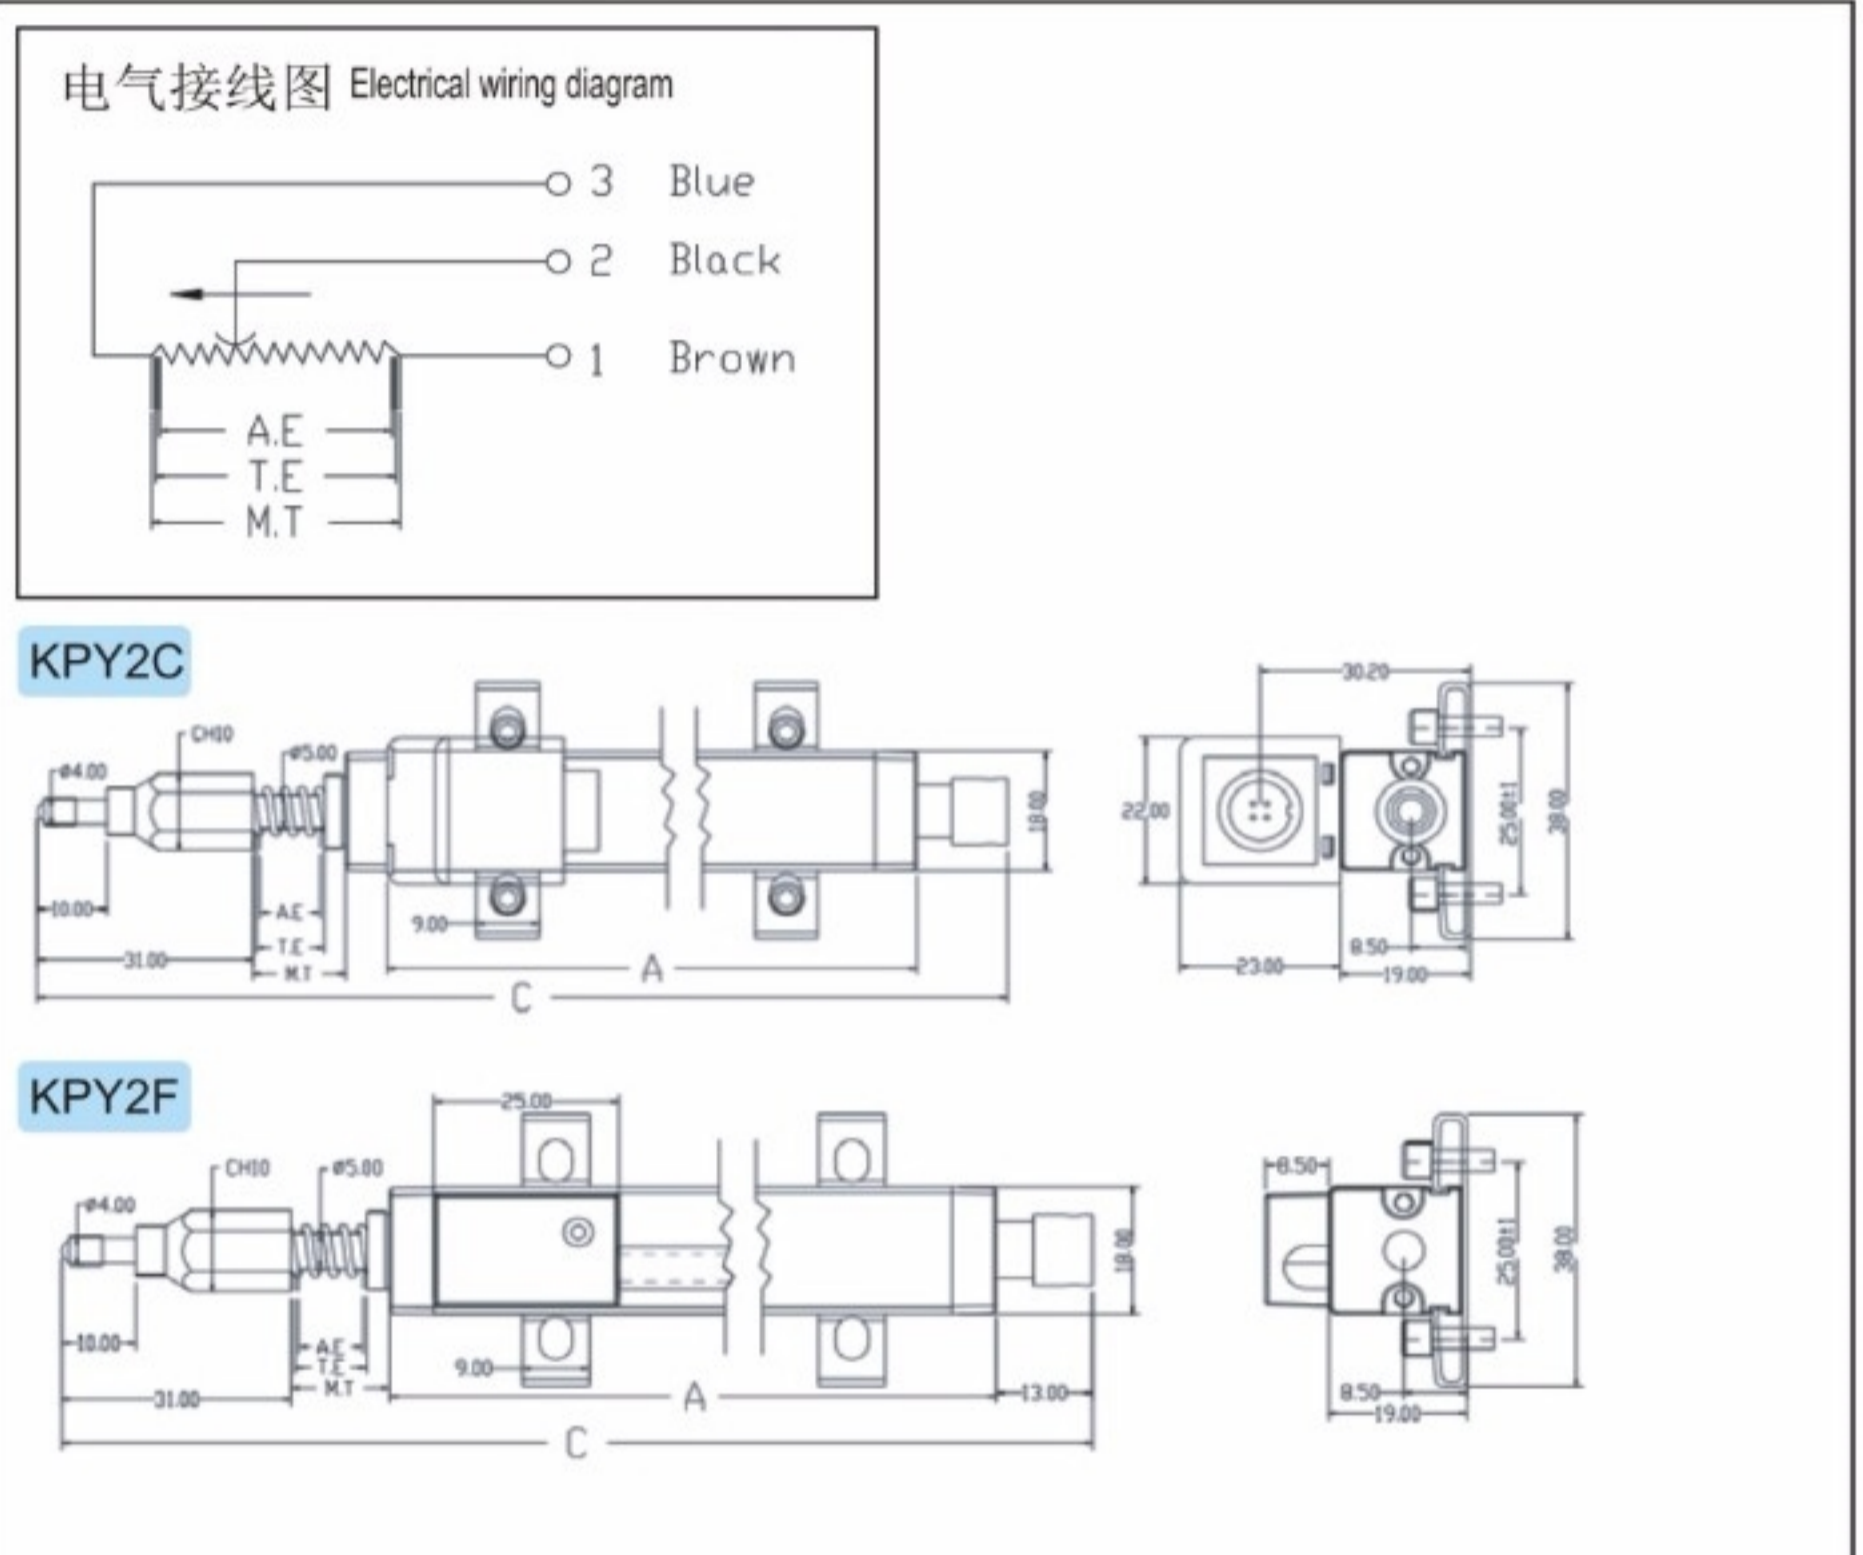 电气接线图 Electrical wiring diagram
3 Blue
2 Black
1 Brown
A.E
T.E
M.T
KPY2C
CH10
ø5.00
ø4.00
10.00
31.00
A.E
T.E
M.T
9.00
A
C
18.00
30.20
22.00
25.00±1
38.00
8.50
23.00
19.00
KPY2F
25.00
CH10
ø5.00
ø4.00
10.00
31.00
A.E
T.E
M.T
9.00
A
13.00
C
18.00
8.50
25.00±1
38.00
8.50
19.00